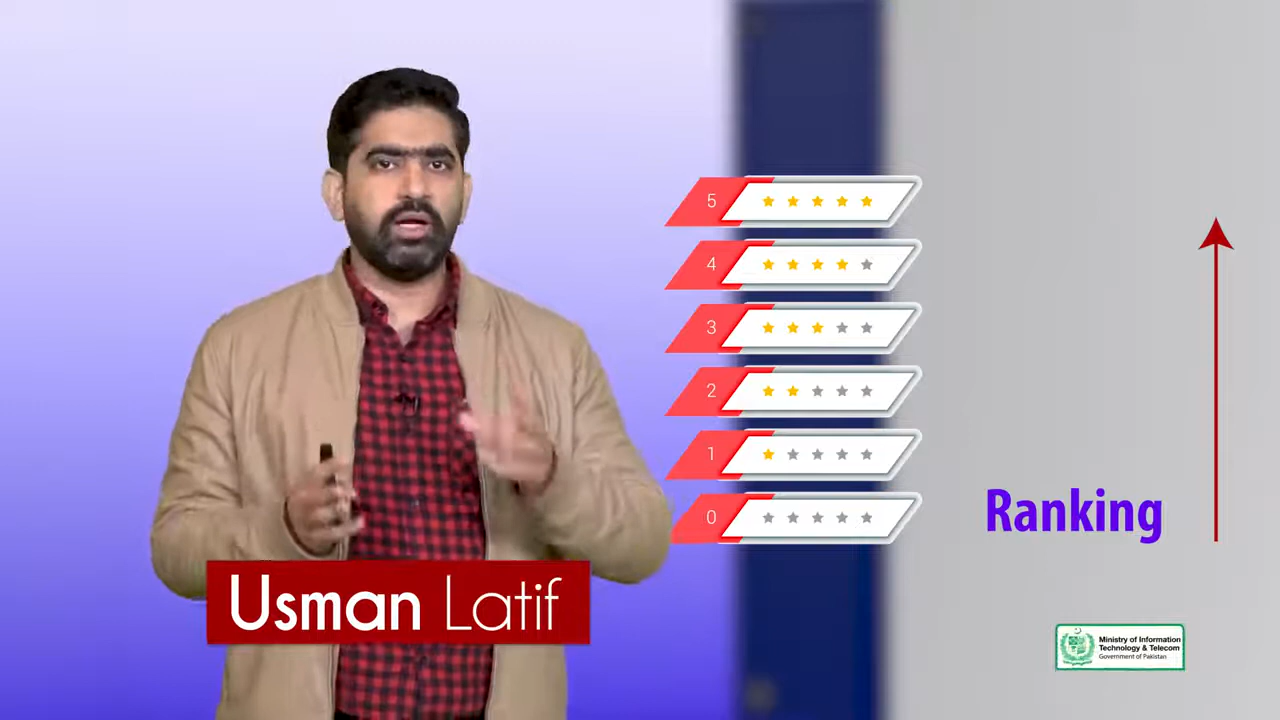 5
4
3
2
1
0
Ranking
Usman Latif
Ministry of Information
Technology & Telecom
Government of Pakistan